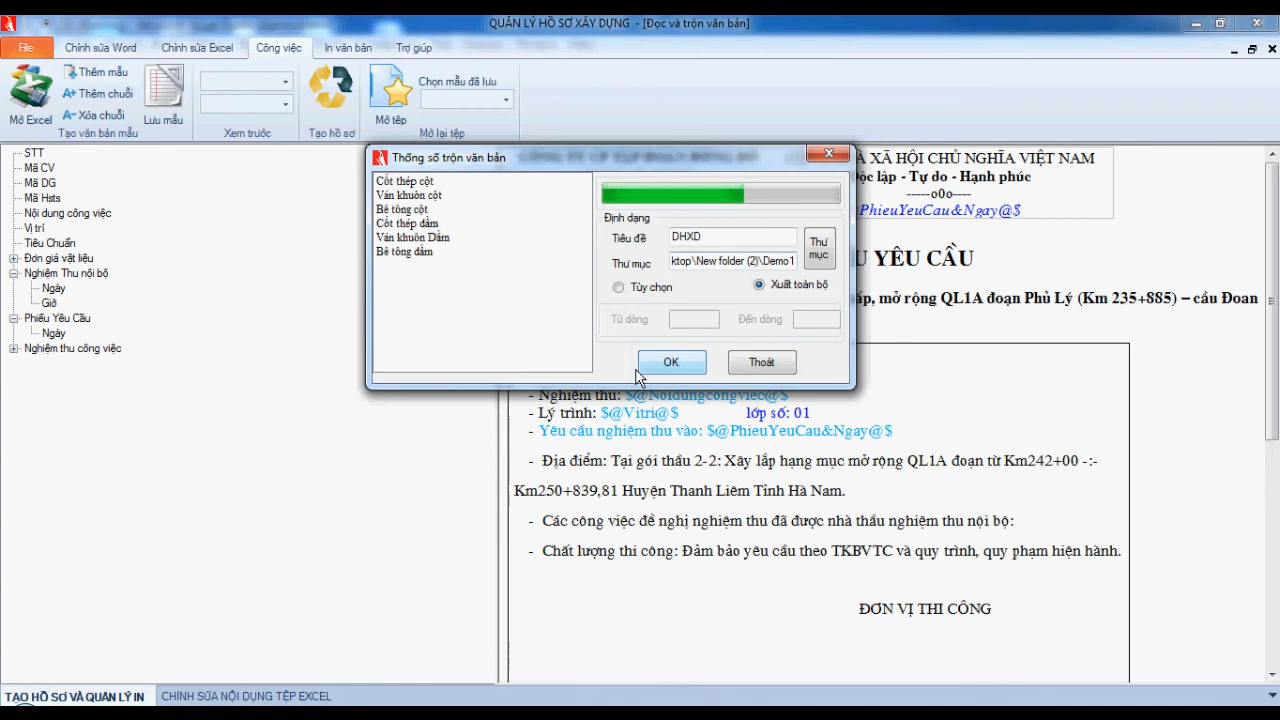 QUẢN LÝ HỒ SƠ XÂY DỰNG - [Đọc và trộn văn bản]
File Chỉnh sửa Word Chỉnh sửa Excel Công việc In văn bản Trợ giúp
Thêm mẫu
Thêm chuỗi
Xóa chuỗi
Mở Excel
Lưu mẫu
Tạo văn bản mẫu
Xem trước
Tạo hồ sơ
Chọn mẫu đã lưu
Mở tệp
Mở lại tệp
STT
Mã CV
Mã DG
Mã Hsts
Nội dung công việc
Vị trí
Tiêu Chuẩn
Đơn giá vật liệu
Nghiệm Thu nôi bộ
Ngày
Giờ
Phiếu Yêu Cầu
Ngày
Nghiệm thu công việc
Thống số trộn văn bản
Cốt thép cột
Ván khuôn cột
Bê tông cột
Cốt thép dầm
Ván khuôn Dầm
Bê tông dầm
Định dạng
Tiêu đề DHXD
Thư mục ktop\New folder (2)\Demo1
Thư mục
Tùy chọn Xuất toàn bộ
Từ dòng Đến dòng
OK Thoát
À XÃ HỘI CHỦ NGHĨA VIỆT NAM
Độc lập - Tự do - Hạnh phúc
-----o0o-----
PhieuYeuCau&Ngay@$
U YÊU CẦU
ấp, mở rộng QL1A đoạn Phủ Lý (Km 235+885) – cầu Đoan
- Nghiệm thu: $@Noidungcongviec@$
- Lý trình: $@Vitri@$ lớp số: 01
- Yêu cầu nghiệm thu vào: $@PhieuYeuCau&Ngay@$
- Địa điểm: Tại gói thầu 2-2: Xây lắp hạng mục mở rộng QL1A đoạn từ Km242+00 -:-
Km250+839,81 Huyện Thanh Liêm Tỉnh Hà Nam.
- Các công việc đề nghị nghiệm thu đã được nhà thầu nghiệm thu nội bộ:
- Chất lượng thi công: Đảm bảo yêu cầu theo TKBVTC và quy trình, quy phạm hiện hành.
ĐƠN VỊ THI CÔNG
TẠO HỒ SƠ VÀ QUẢN LÝ IN CHỈNH SỬA NỘI DUNG TỆP EXCEL